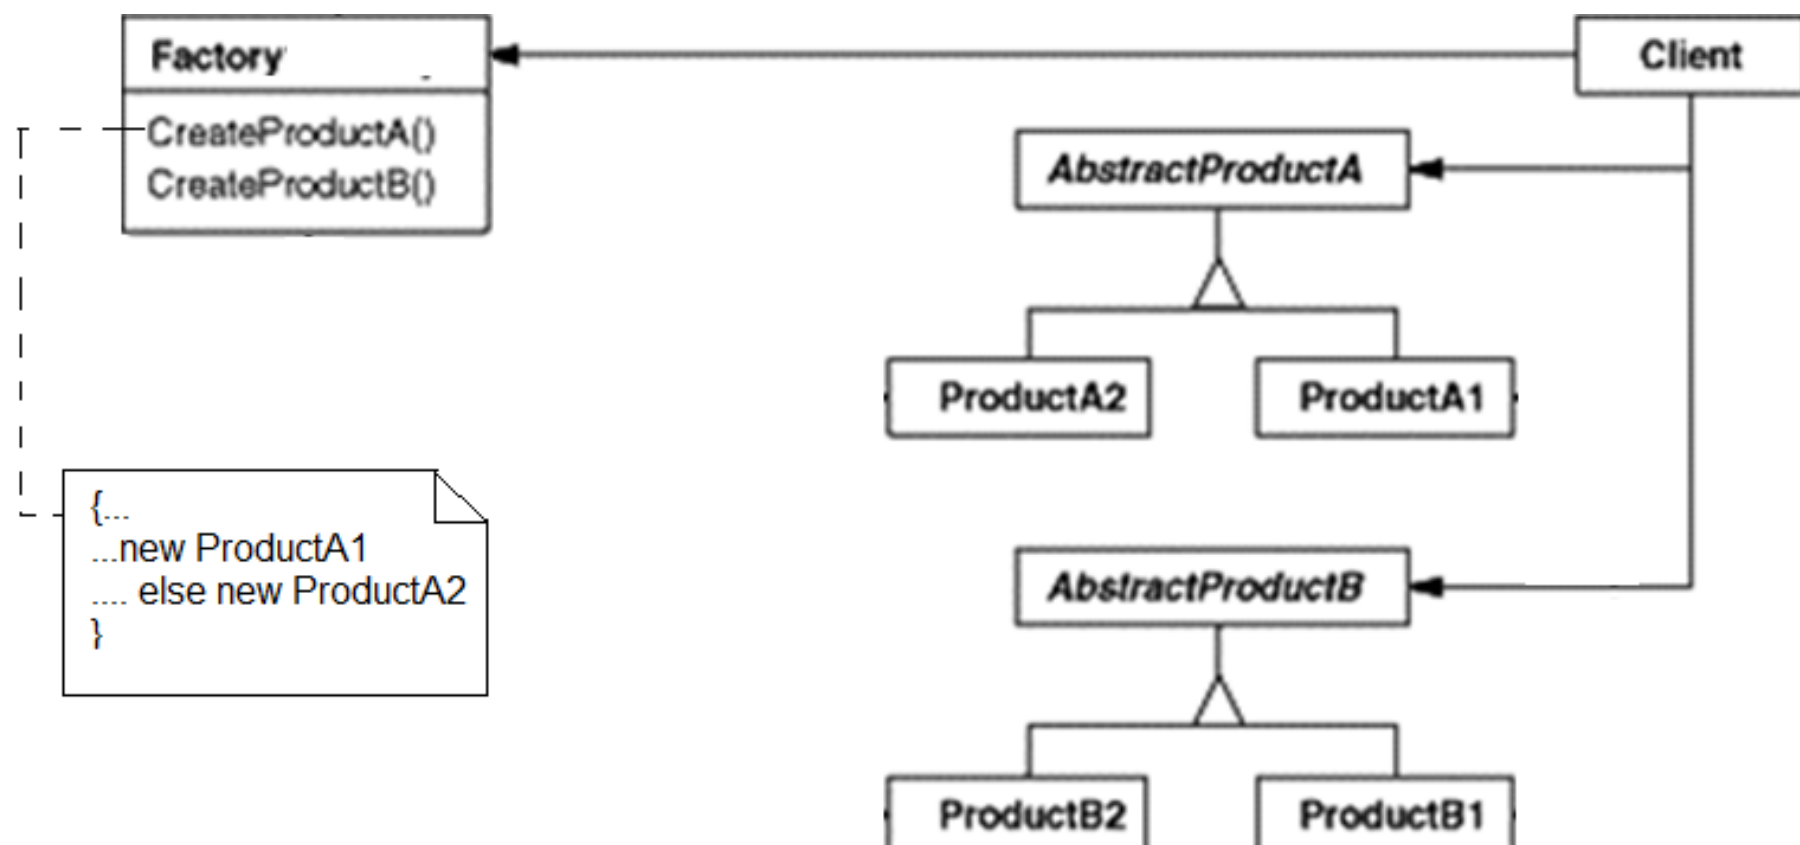 Factory
Client
CreateProductA()
CreateProductB()
AbstractProductA
ProductA2
ProductA1
{...
...new ProductA1
.... else new ProductA2
}
AbstractProductB
ProductB2
ProductB1